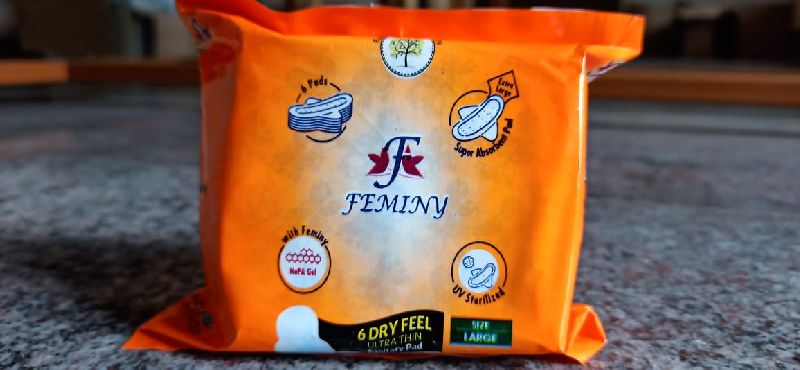 6 Pads
Extra
Large
Super Absorbent Pad
F
FEMINY
with Feminy
NaPA Gel
UV Sterilized
6 DRY FEEL
ULTRA THIN
Sanitary Pad
SIZE
LARGE